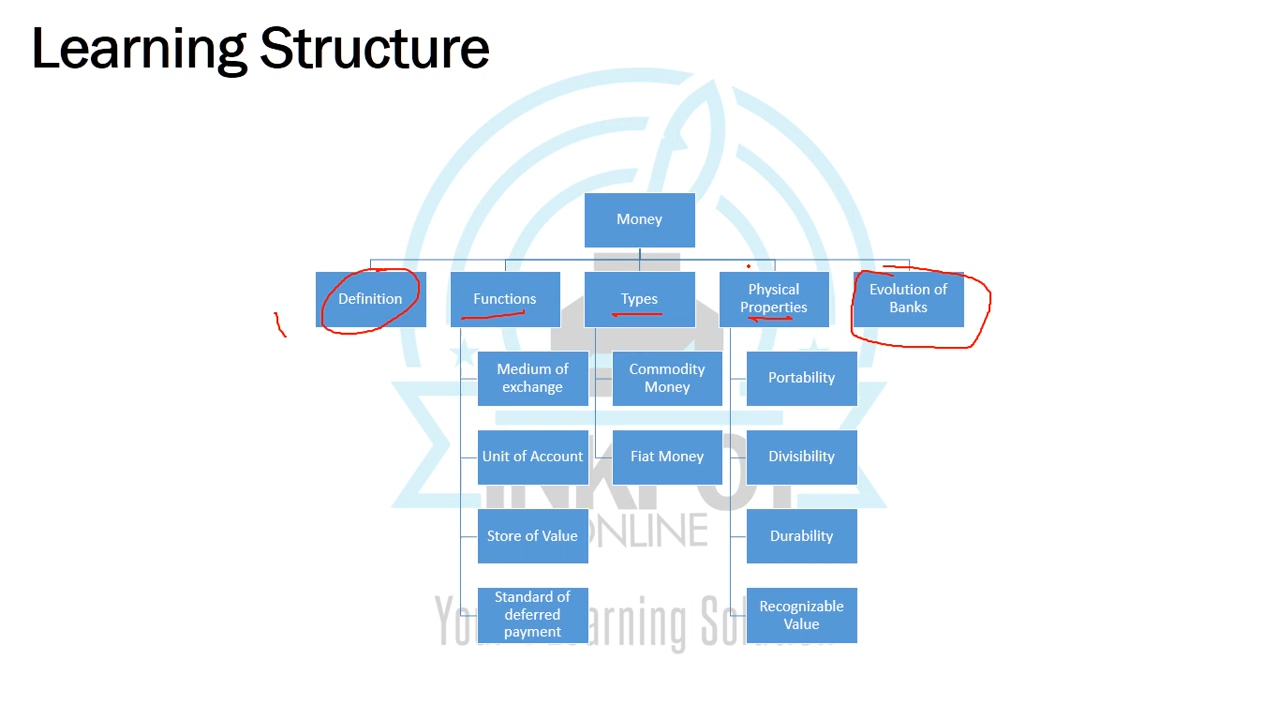 Learning Structure
Money
Definition
Functions
Types
Physical
Properties
Evolution of
Banks
Medium of
exchange
Commodity
Money
Portability
Unit of Account
Fiat Money
Divisibility
Store of Value
Durability
ONLINE
Standard of
deferred
payment
Recognizable
Value